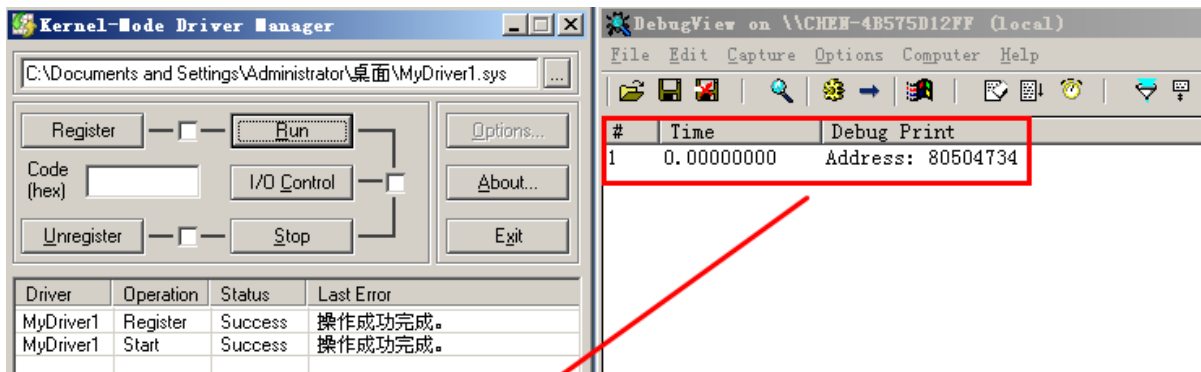 Kernel-Mode Driver Manager
C:\Documents and Settings\Administrator\桌面\MyDriver1.sys
...
Register
Run
Options...
Code
(hex)
I/O Control
About...
Unregister
Stop
Exit
Driver Operation Status Last Error
MyDriver1 Register Success 操作成功完成。
MyDriver1 Start Success 操作成功完成。
DebugView on \\CHEN-4B575D12FF (local)
File Edit Capture Options Computer Help
# Time Debug Print
1 0.00000000 Address: 80504734